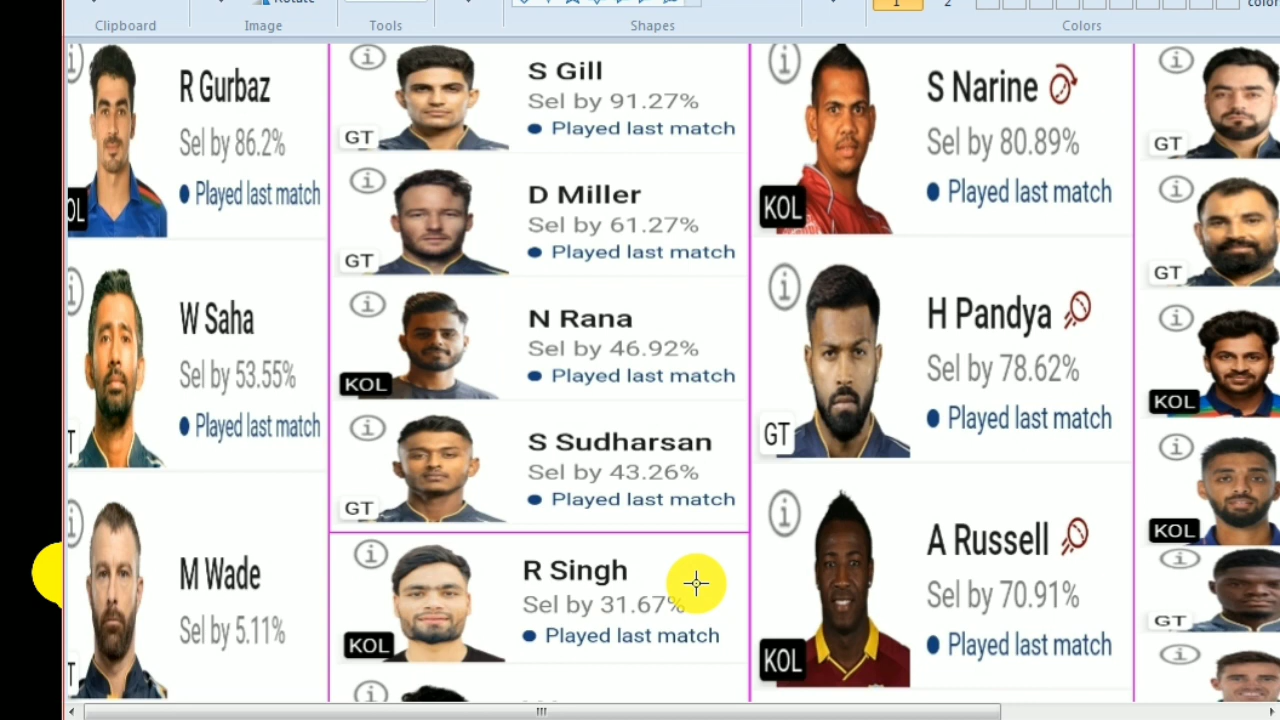 Rotate
Clipboard
Image
Tools
Shapes
1
2
Colors
R Gurbaz
Sel by 86.2%
Played last match
OL
W Saha
Sel by 53.55%
Played last match
T
M Wade
Sel by 5.11%
T
S Gill
Sel by 91.27%
Played last match
GT
D Miller
Sel by 61.27%
Played last match
GT
N Rana
Sel by 46.92%
Played last match
KOL
S Sudharsan
Sel by 43.26%
Played last match
GT
R Singh
Sel by 31.67%
Played last match
KOL
S Narine
Sel by 80.89%
Played last match
KOL
H Pandya
Sel by 78.62%
Played last match
GT
A Russell
Sel by 70.91%
Played last match
KOL
GT
GT
KOL
KOL
GT